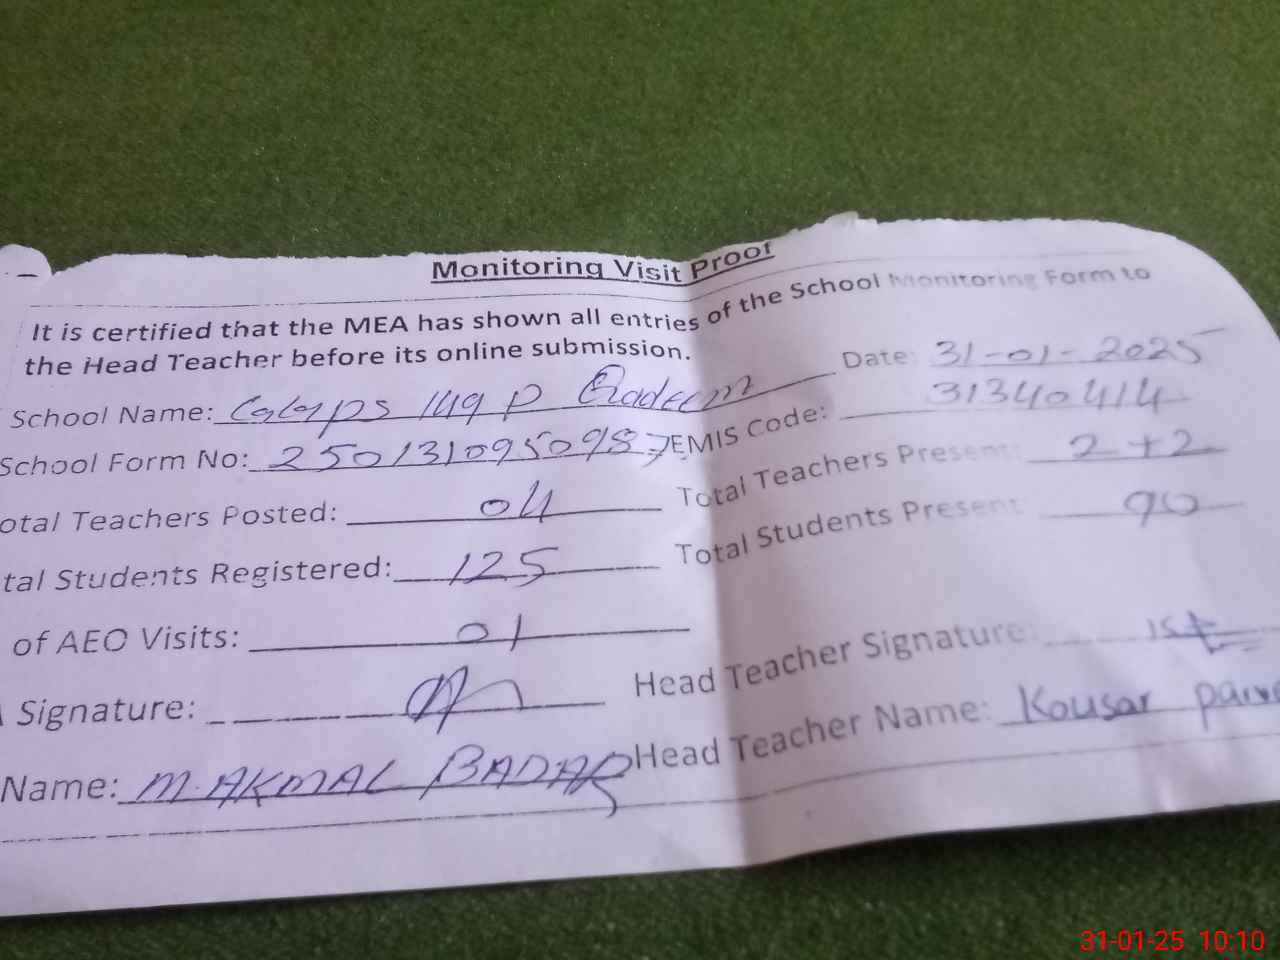 Monitoring Visit Proof
It is certified that the MEA has shown all entries of the School Monitoring Form to
the Head Teacher before its online submission.
Date: 31-01-2025
School Name: 149 P
School Form No: 2501310950987 EMIS Code: 31340414
otal Teachers Posted: 04 Total Teachers Present: 2+2
tal Students Registered: 125 Total Students Present: 90
of AEO Visits: 01
Signature: Head Teacher Signature:
Name: M. AKMAL BADAR Head Teacher Name: Kousar
31-01-25 10:10